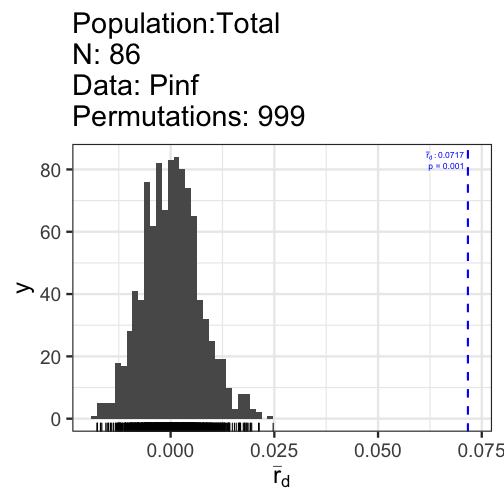 Population:Total
N: 86
Data: Pinf
Permutations: 999
r̄d : 0.0717
p = 0.001
80
60
40
20
0
y
0.000 0.025 0.050 0.075
r̄d